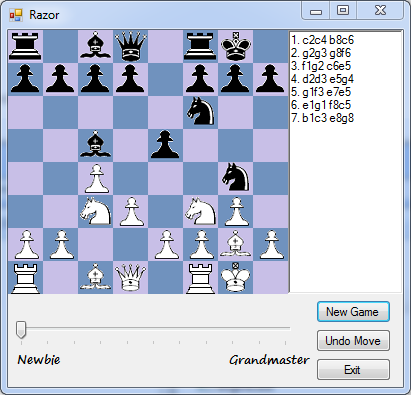 Razor
1. c2c4 b8c6
2. g2g3 g8f6
3. f1g2 c6e5
4. d2d3 e5g4
5. g1f3 e7e5
6. e1g1 f8c5
7. b1c3 e8g8
New Game
Newbie
Grandmaster
Undo Move
Exit